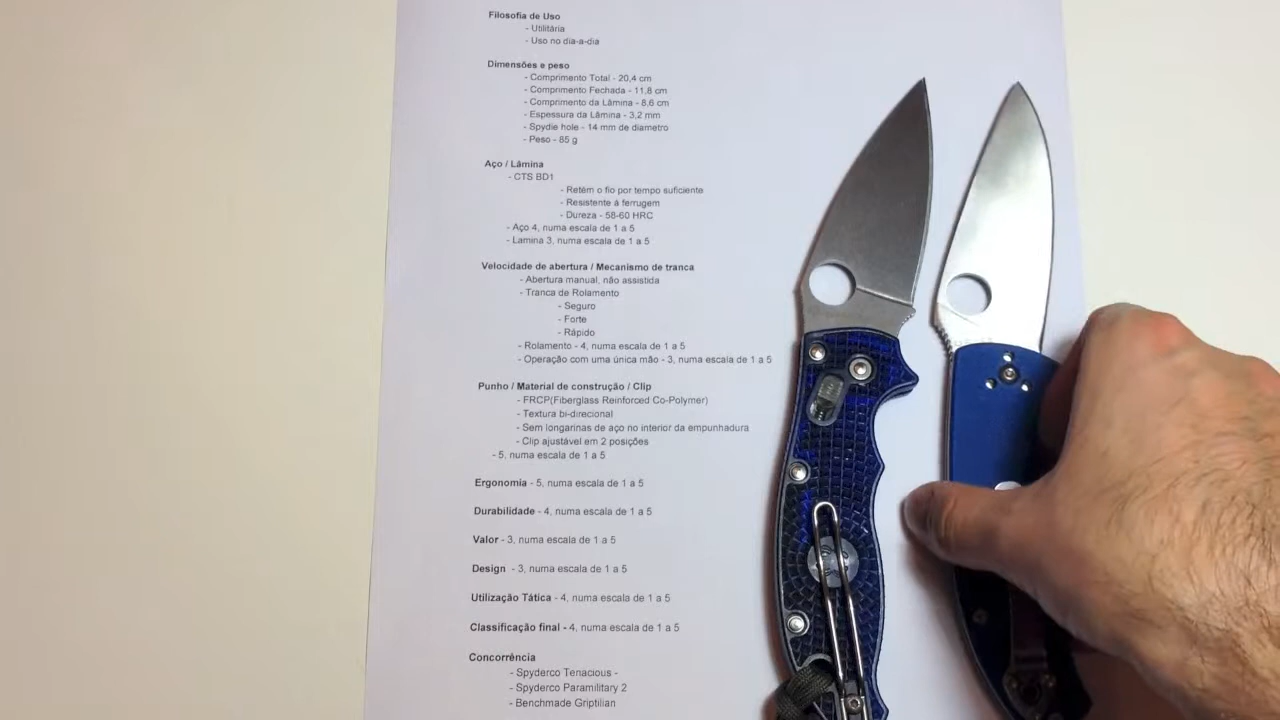 Filosofia de Uso
- Utilitária
- Uso no dia-a-dia
Dimensões e peso
- Comprimento Total - 20,4 cm
- Comprimento Fechada - 11,8 cm
- Comprimento da Lâmina - 8,6 cm
- Espessura da Lâmina - 3,2 mm
- Spydie hole - 14 mm de diametro
- Peso - 85 g
Aço / Lâmina
- CTS BD1
- Retém o fio por tempo suficiente
- Resistente á ferrugem
- Dureza - 58-60 HRC
- Aço 4, numa escala de 1 a 5
- Lamina 3, numa escala de 1 a 5
Velocidade de abertura / Mecanismo de tranca
- Abertura manual, não assistida
- Tranca de Rolamento
- Seguro
- Forte
- Rápido
- Rolamento - 4, numa escala de 1 a 5
- Operação com uma única mão - 3, numa escala de 1 a 5
Punho / Material de construção / Clip
- FRCP(Fiberglass Reinforced Co-Polymer)
- Textura bi-direcional
- Sem longarinas de aço no interior da empunhadura
- Clip ajustável em 2 posições
- 5, numa escala de 1 a 5
Ergonomia - 5, numa escala de 1 a 5
Durabilidade - 4, numa escala de 1 a 5
Valor - 3, numa escala de 1 a 5
Design - 3, numa escala de 1 a 5
Utilização Tática - 4, numa escala de 1 a 5
Classificação final - 4, numa escala de 1 a 5
Concorrência
- Spyderco Tenacious -
- Spyderco Paramilitary 2
- Benchmade Griptilian